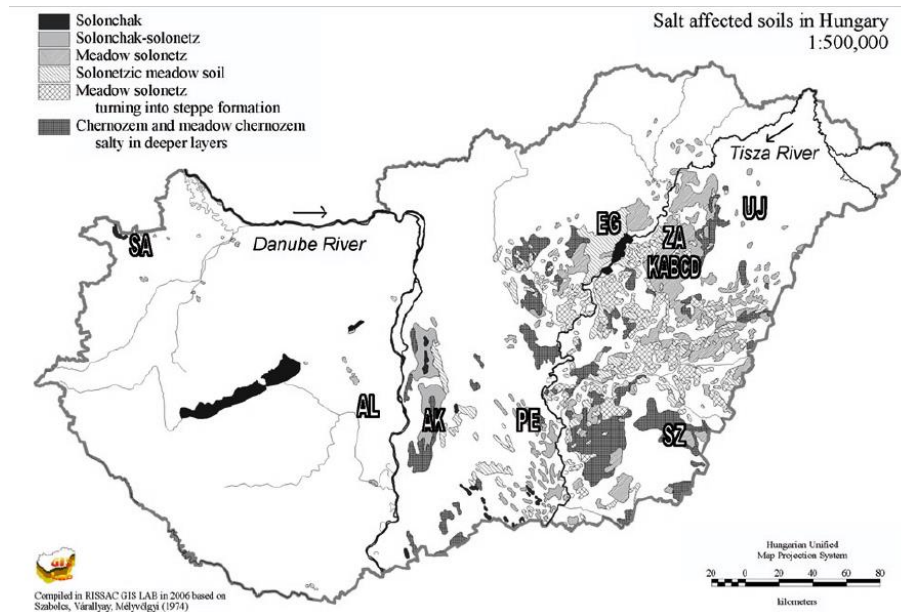 Solonchak
Solonchak-solonetz
Meadow solonetz
Solonetzic meadow soil
Meadow solonetz
turning into steppe formation
Chernozem and meadow chernozem
salty in deeper layers
Salt affected soils in Hungary
1:500,000
Tisza River
Danube River
SA
EG
ZA
UJ
KABCD
AL
AK
PE
SZ
GIS
Hungarian Unified
Map Projection System
20 0 20 40 60 80
kilometers
Compiled in RISSAC GIS LAB in 2006 based on
Szabolcs, Várallyay, Mélyvölgyi (1974)